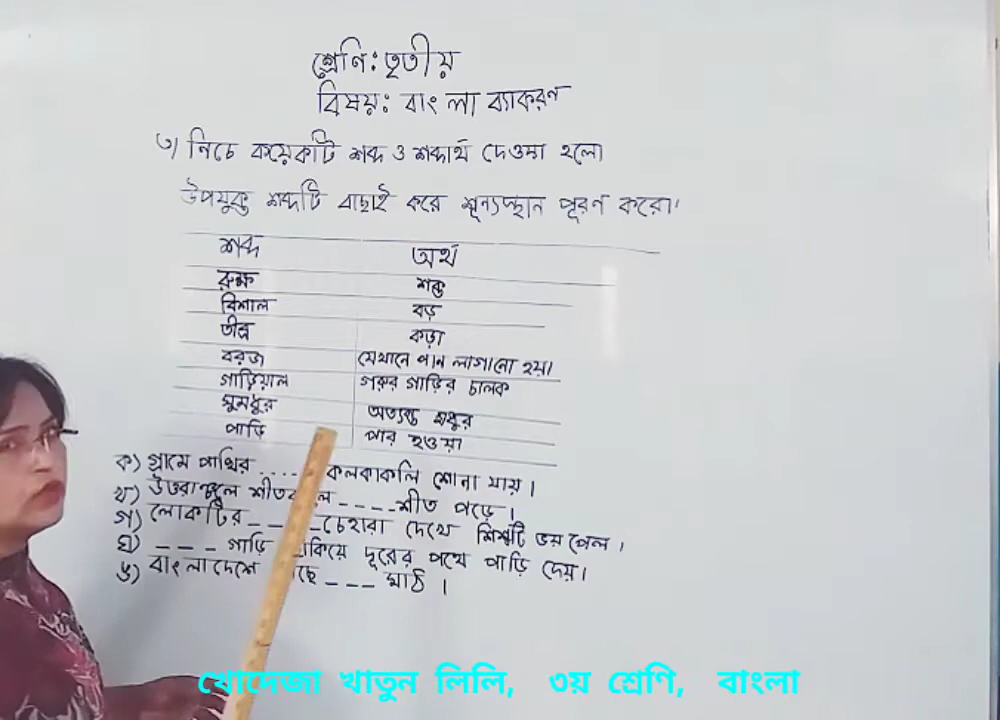 শ্রেণি: তৃতীয়
বিষয়: বাংলা ব্যাকরণ
৩) নিচে কয়েকটি শব্দ ও শব্দার্থ দেওয়া হলো
উপযুক্ত শব্দটি বাছাই করে শূন্যস্থান পূরণ করো।
শব্দ অর্থ
রুক্ষ শক্ত
বিশাল বড়
তীব্র কড়া
বরজ যেখানে পান লাগানো হয়।
গাড়িয়াল গরুর গাড়ির চালক
সুমধুর অত্যন্ত মধুর
পাড়ি পার হওয়া
ক) গ্রামে পাখির .... কলকাকলি শোনা যায়।
খ) উত্তরাঞ্চলে ---- শীত পড়ে।
গ) লোকটির ---- চেহারা দেখে শিশুটি ভয় পেল।
ঘ) --- গাড়ি দূরের পথে পাড়ি দেয়।
ঙ) বাংলাদেশে --- মাঠ।
খোদেজা খাতুন লিলি, ৩য় শ্রেণি, বাংলা